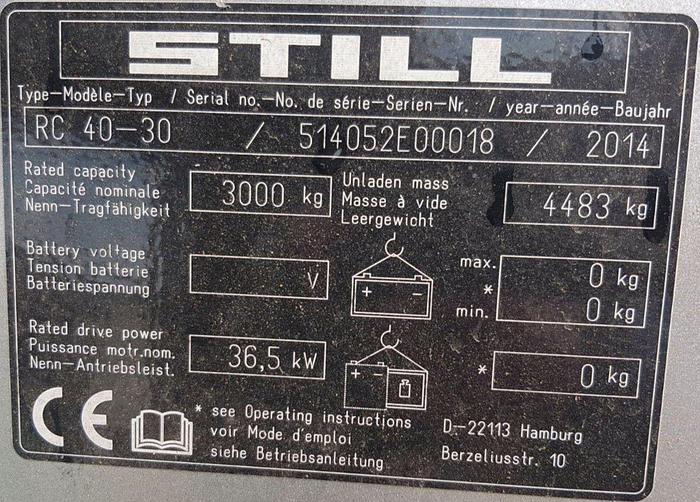 STILL
Type-Modèle-Typ / Serial no.-No. de série-Serien-Nr. / year-année-Baujahr
RC 40-30 / 514052E00018 / 2014
Rated capacity
Capacité nominale
Nenn-Tragfähigkeit
3000 kg
Unladen mass
Masse à vide
Leergewicht
4483 kg
Battery voltage
Tension batterie
Batteriespannung
V
+ -
max. 0 kg
*
min. 0 kg
Rated drive power
Puissance motr.nom.
Nenn-Antriebsleist.
36,5 kW
+ -
* 0 kg
CE
* see Operating instructions
voir Mode d'emploi
siehe Betriebsanleitung
D-22113 Hamburg
Berzeliusstr. 10